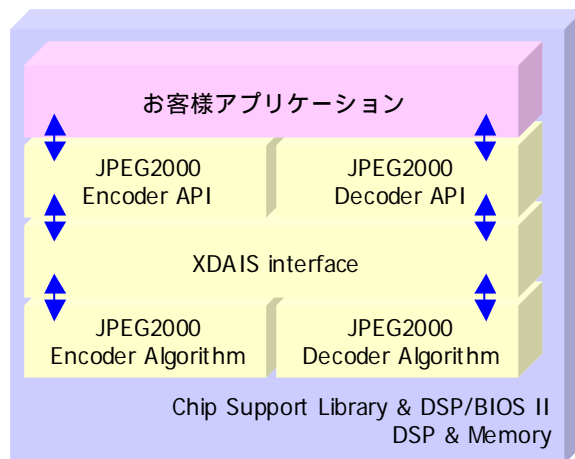 お客様アプリケーション
JPEG2000
Encoder API
JPEG2000
Decoder API
XDAIS interface
JPEG2000
Encoder Algorithm
JPEG2000
Decoder Algorithm
Chip Support Library & DSP/BIOS II
DSP & Memory